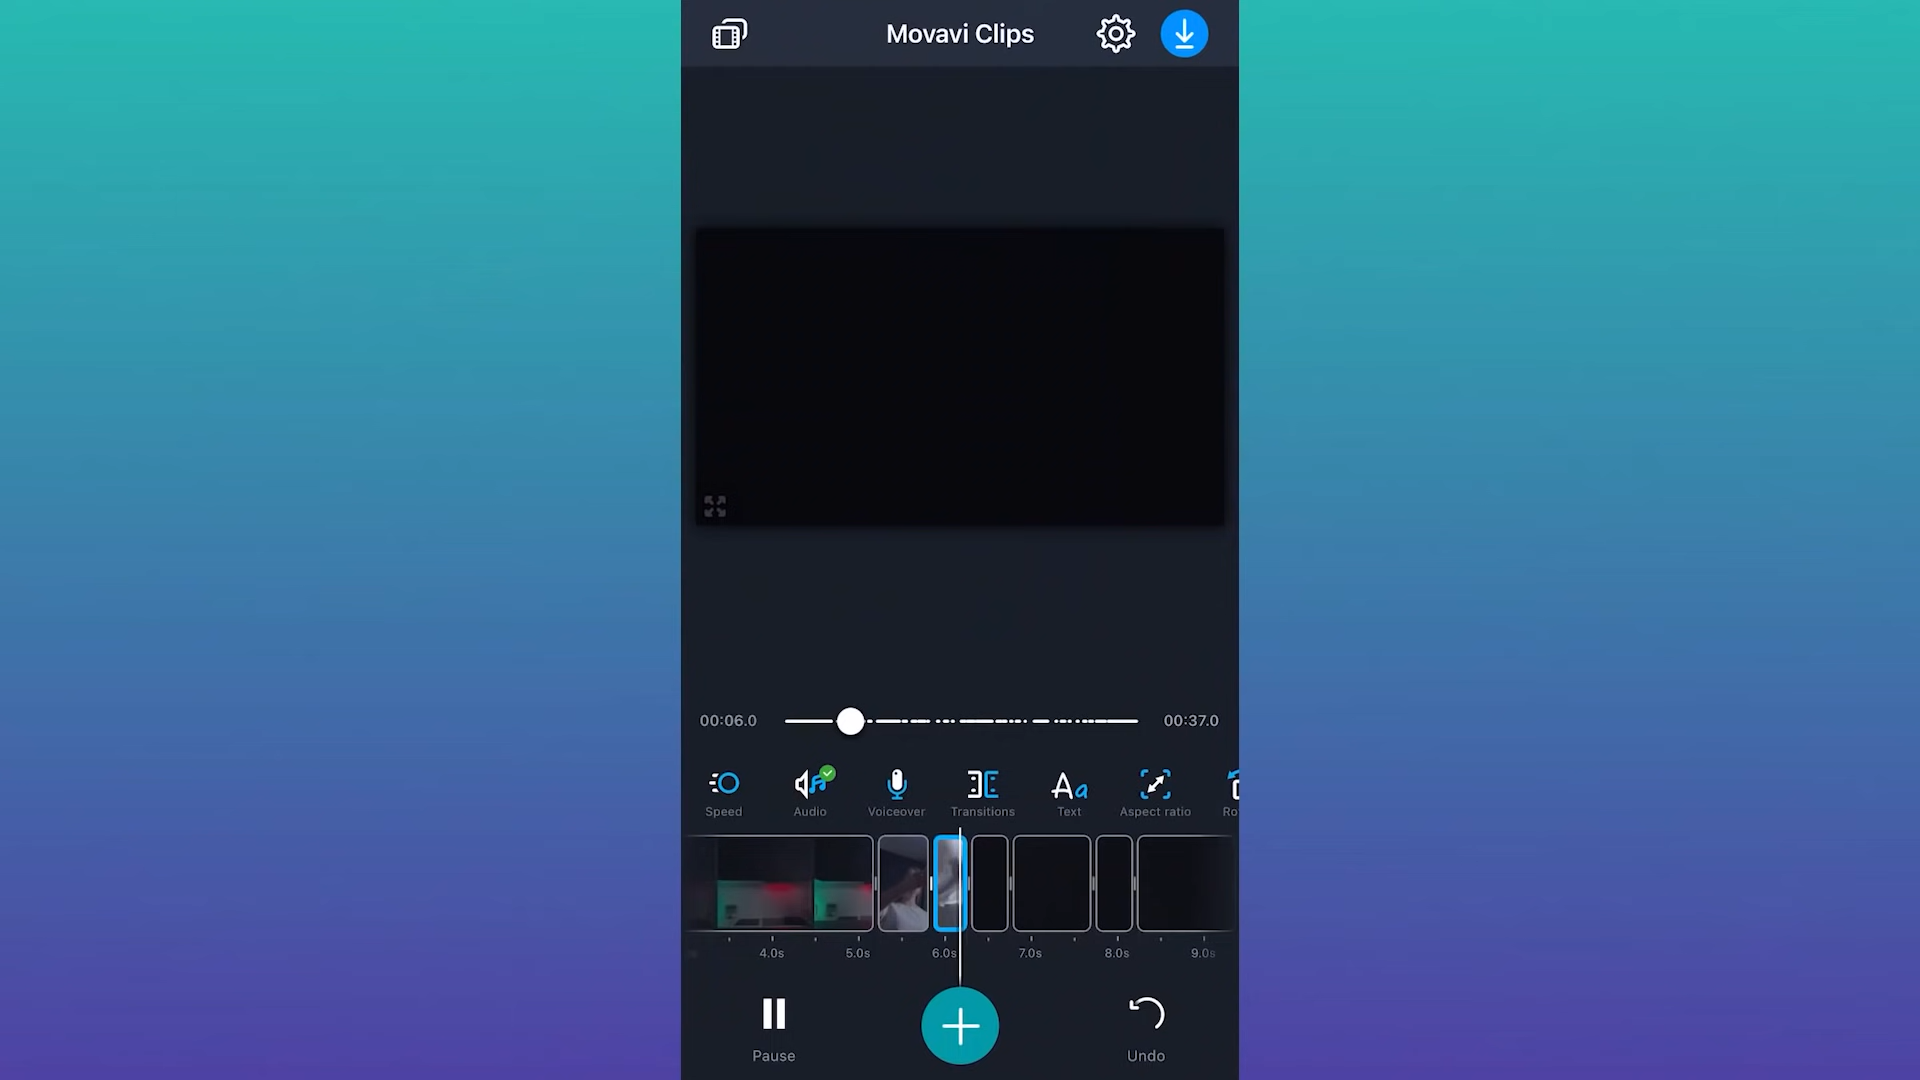 Movavi Clips
00:06.0
00:37.0
Speed
Audio
Voiceover
Transitions
Text
Aspect ratio
Ro
4.0s
5.0s
6.0s
7.0s
8.0s
9.0s
Pause
Undo